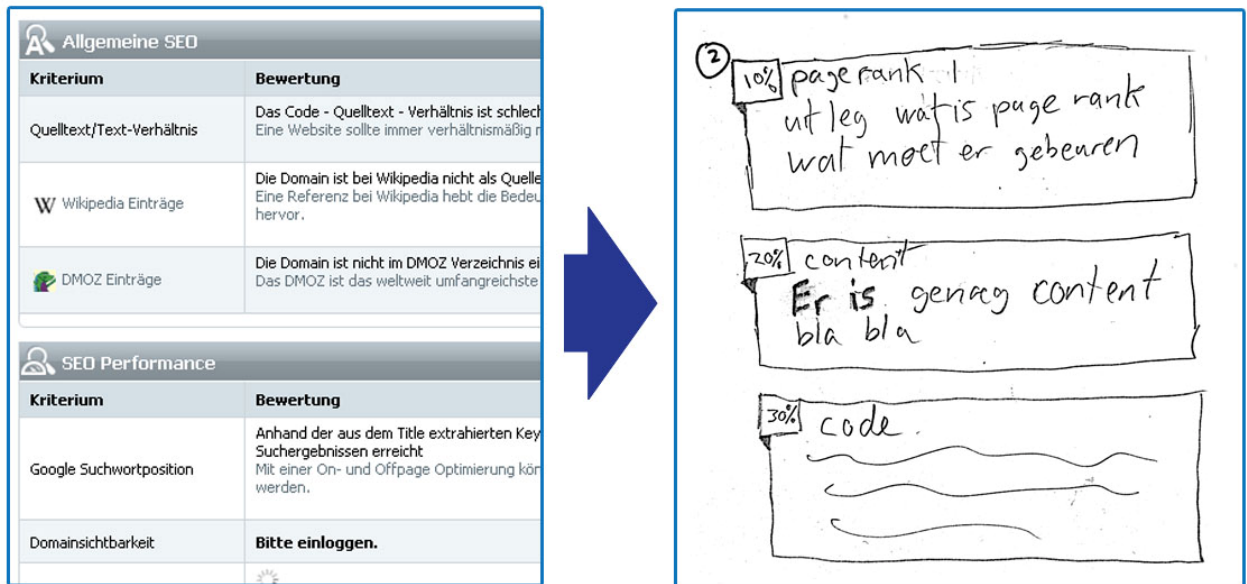 Allgemeine SEO
Kriterium Bewertung
Quelltext/Text-Verhältnis
Das Code - Quelltext - Verhältnis ist schlech
Eine Website sollte immer verhältnismäßig
W Wikipedia Einträge
Die Domain ist bei Wikipedia nicht als Quelle
Eine Referenz bei Wikipedia hebt die Bedeu
hervor.
DMOZ Einträge
Die Domain ist nicht im DMOZ Verzeichnis ei
Das DMOZ ist das weltweit umfangreichste
SEO Performance
Kriterium Bewertung
Google Suchwortposition
Anhand der aus dem Title extrahierten Key
Suchergebnissen erreicht
Mit einer On- und Offpage Optimierung kön
werden.
Domainsichtbarkeit Bitte einloggen.
2
10% pagerank
uitleg wat is page rank
wat moet er gebeuren
20% content
Er is genoeg content
bla bla
30% code